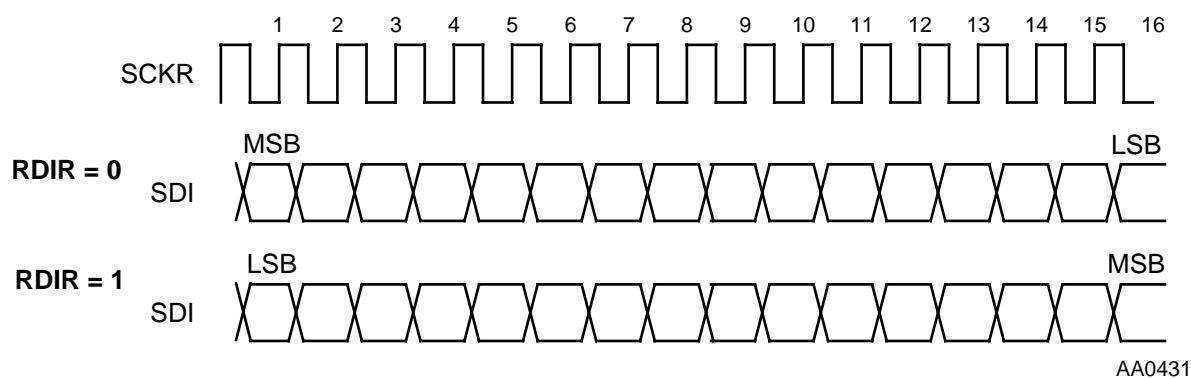 1 2 3 4 5 6 7 8 9 10 11 12 13 14 15 16
SCKR
MSB LSB
RDIR = 0
SDI
LSB MSB
RDIR = 1
SDI
AA0431